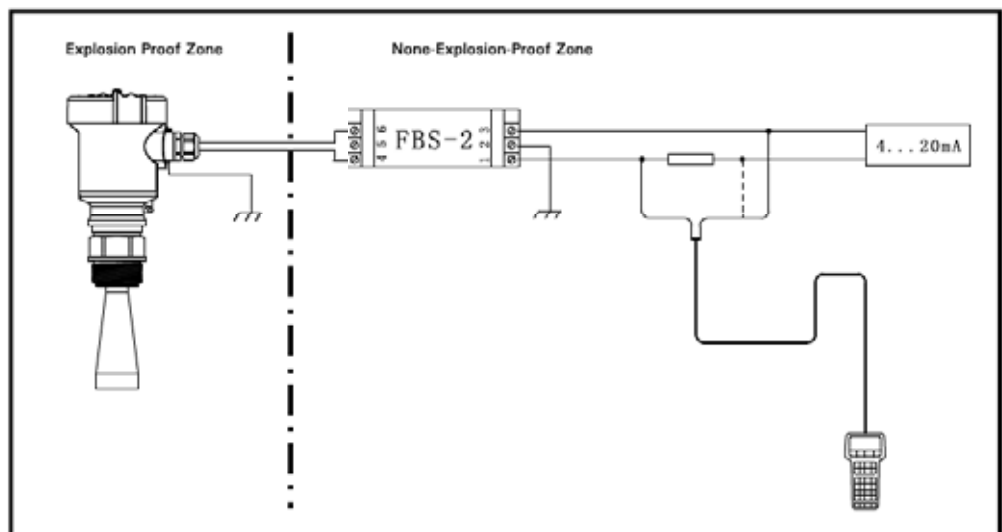 Explosion Proof Zone
None-Explosion-Proof Zone
4 5 6
FBS-2
1 2 3
4...20mA